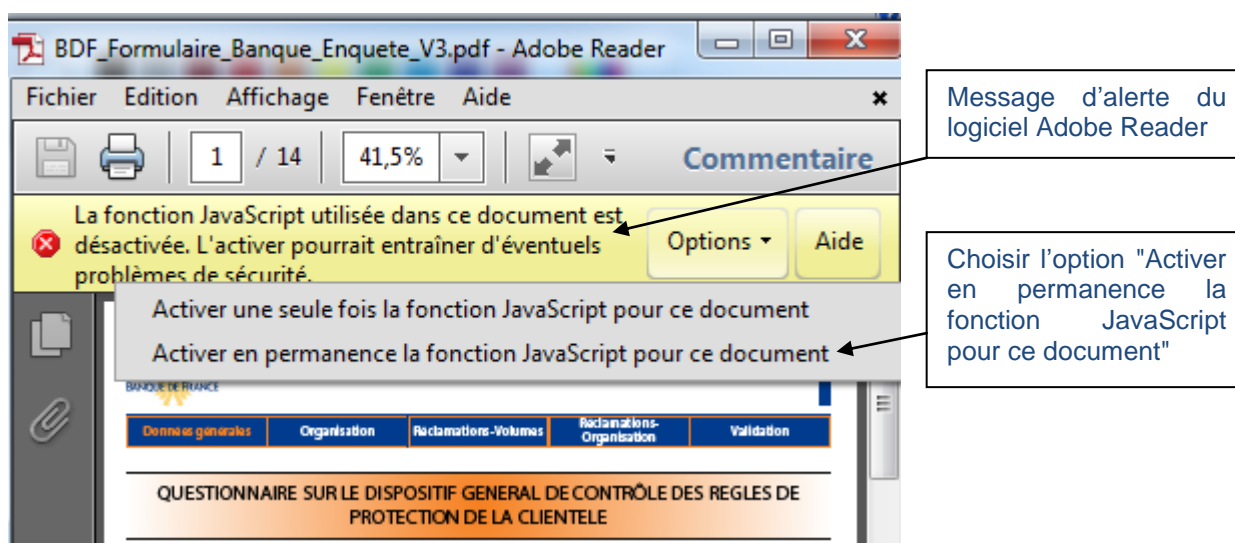 BDF_Formulaire_Banque_Enquete_V3.pdf - Adobe Reader
Fichier Edition Affichage Fenêtre Aide
1 / 14 41,5% Commentaire
La fonction JavaScript utilisée dans ce document est
désactivée. L'activer pourrait entraîner d'éventuels
problèmes de sécurité.
Options Aide
Activer une seule fois la fonction JavaScript pour ce document
Activer en permanence la fonction JavaScript pour ce document
BANQUE DE FRANCE
Données générales Organisation Réclamations-Volumes Réclamations-
Organisation Validation
QUESTIONNAIRE SUR LE DISPOSITIF GENERAL DE CONTRÔLE DES REGLES DE
PROTECTION DE LA CLIENTELE
Message d’alerte du
logiciel Adobe Reader
Choisir l’option "Activer
en permanence la
fonction JavaScript
pour ce document"